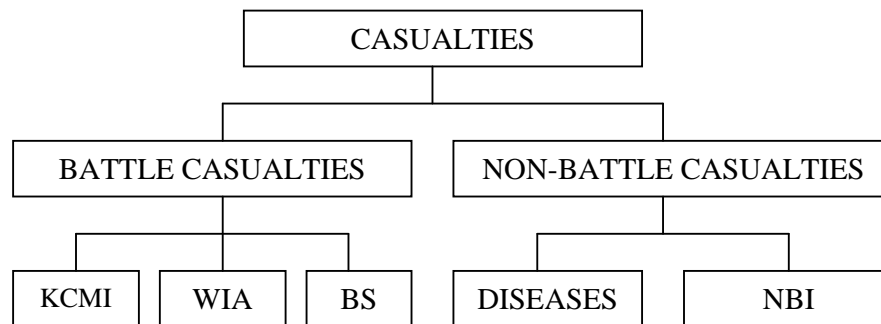 CASUALTIES
BATTLE CASUALTIES
NON-BATTLE CASUALTIES
KCMI
WIA
BS
DISEASES
NBI